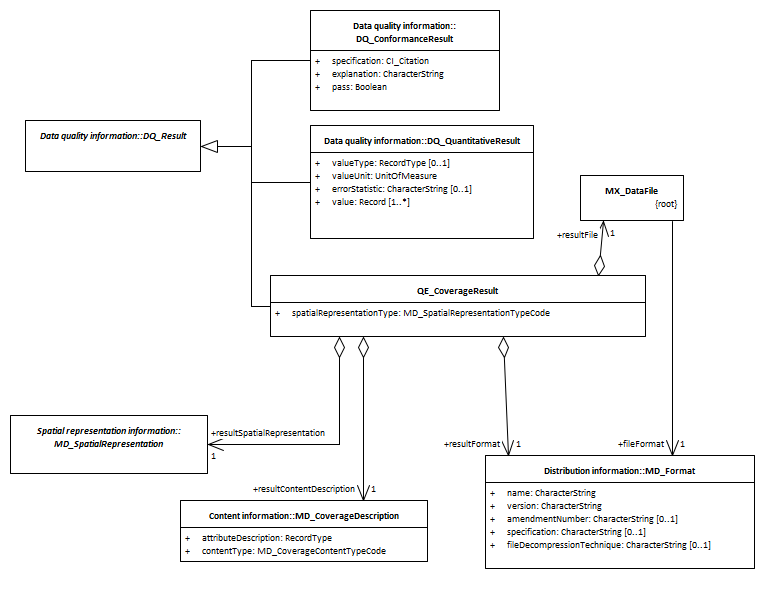 Data quality information::
DQ_ConformanceResult
+ specification: CI_Citation
+ explanation: CharacterString
+ pass: Boolean
Data quality information::DQ_Result
Data quality information::DQ_QuantitativeResult
+ valueType: RecordType [0..1]
+ valueUnit: UnitOfMeasure
+ errorStatistic: CharacterString [0..1]
+ value: Record [1..*]
MX_DataFile
{root}
+resultFile 1
QE_CoverageResult
+ spatialRepresentationType: MD_SpatialRepresentationTypeCode
Spatial representation information::
MD_SpatialRepresentation
+resultSpatialRepresentation
1
+resultFormat 1
+fileFormat 1
Distribution information::MD_Format
+ name: CharacterString
+ version: CharacterString
+ amendmentNumber: CharacterString [0..1]
+ specification: CharacterString [0..1]
+ fileDecompressionTechnique: CharacterString [0..1]
+resultContentDescription 1
Content information::MD_CoverageDescription
+ attributeDescription: RecordType
+ contentType: MD_CoverageContentTypeCode